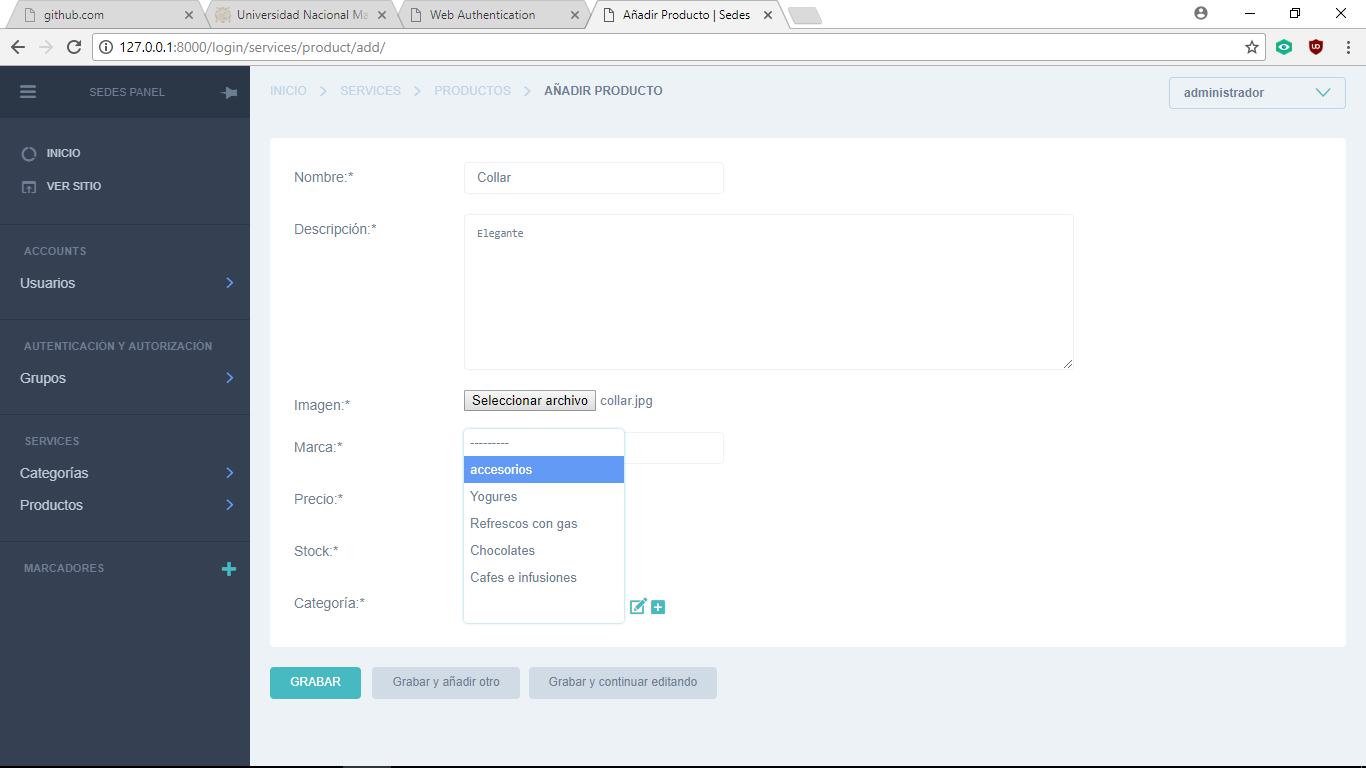 github.com
Universidad Nacional Ma
Web Authentication
Añadir Producto | Sedes
127.0.0.1:8000/login/services/product/add/
SEDES PANEL
INICIO
VER SITIO
ACCOUNTS
Usuarios
AUTENTICACIÓN Y AUTORIZACIÓN
Grupos
SERVICES
Categorías
Productos
MARCADORES
INICIO > SERVICES > PRODUCTOS > AÑADIR PRODUCTO
administrador
Nombre:* Collar
Descripción:* Elegante
Imagen:* Seleccionar archivo collar.jpg
Marca:*
Precio:*
Stock:*
Categoría:*
---------
accesorios
Yogures
Refrescos con gas
Chocolates
Cafes e infusiones
GRABAR
Grabar y añadir otro
Grabar y continuar editando